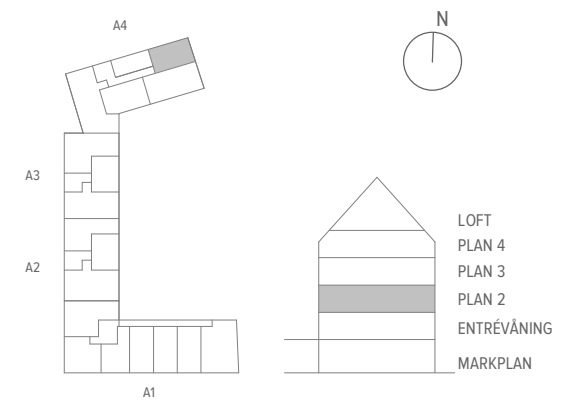 A4
N
A3
A2
A1
LOFT
PLAN 4
PLAN 3
PLAN 2
ENTRÉVÅNING
MARKPLAN